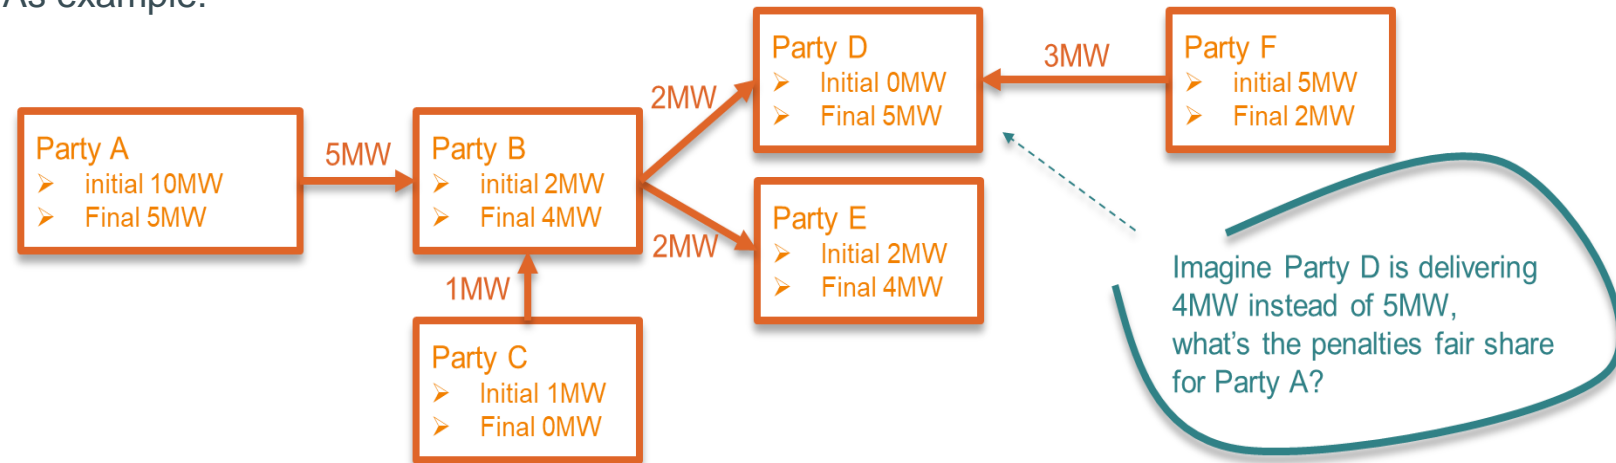 As example:
Party A
➢ initial 10MW
➢ Final 5MW
5MW
Party B
➢ initial 2MW
➢ Final 4MW
1MW
Party C
➢ Initial 1MW
➢ Final 0MW
2MW
2MW
Party D
➢ Initial 0MW
➢ Final 5MW
Party E
➢ Initial 2MW
➢ Final 4MW
3MW
Party F
➢ initial 5MW
➢ Final 2MW
Imagine Party D is delivering
4MW instead of 5MW,
what's the penalties fair share
for Party A?